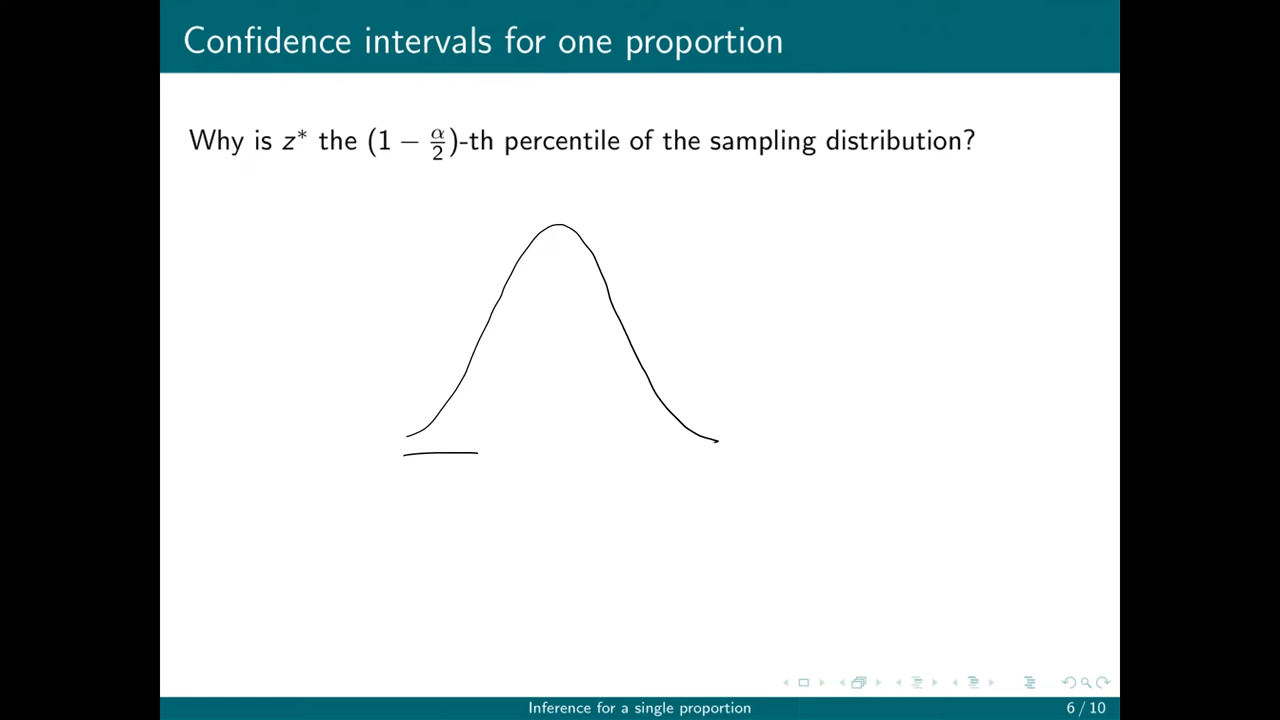 Confidence intervals for one proportion
Why is z* the (1 − α/2)-th percentile of the sampling distribution?
Inference for a single proportion
6 / 10